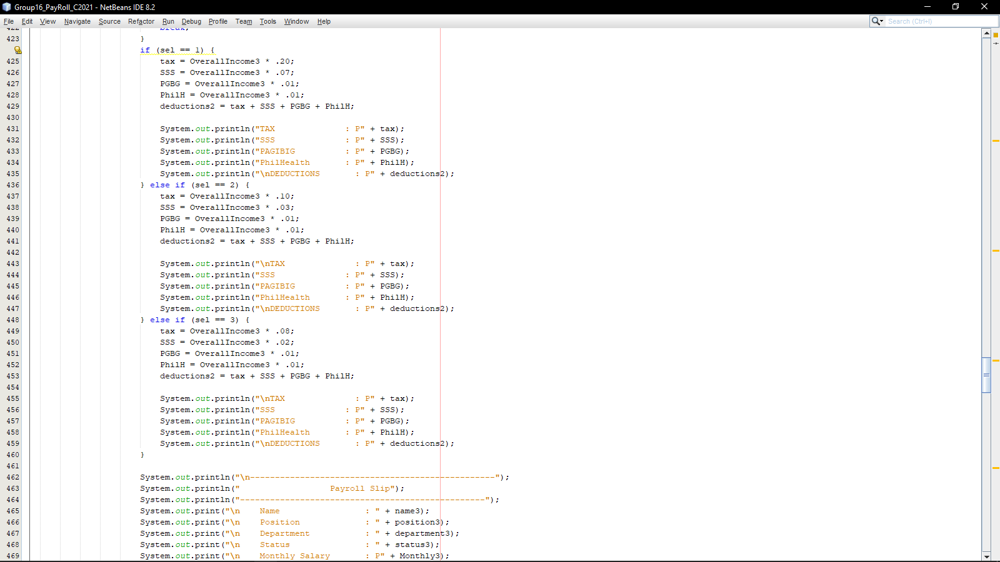 Group16_PayRoll_C2021 - NetBeans IDE 8.2
File Edit View Navigate Source Refactor Run Debug Profile Team Tools Window Help
Search (Ctrl+I)
422 break;
423 }
if (sel == 1) {
425 tax = OverallIncome3 * .20;
426 SSS = OverallIncome3 * .07;
427 PGBG = OverallIncome3 * .01;
428 PhilH = OverallIncome3 * .01;
429 deductions2 = tax + SSS + PGBG + PhilH;
430
431 System.out.println("TAX              : P" + tax);
432 System.out.println("SSS              : P" + SSS);
433 System.out.println("PAGIBIG          : P" + PGBG);
434 System.out.println("PhilHealth       : P" + PhilH);
435 System.out.println("\nDEDUCTIONS       : P" + deductions2);
436 } else if (sel == 2) {
437 tax = OverallIncome3 * .10;
438 SSS = OverallIncome3 * .03;
439 PGBG = OverallIncome3 * .01;
440 PhilH = OverallIncome3 * .01;
441 deductions2 = tax + SSS + PGBG + PhilH;
442
443 System.out.println("\nTAX              : P" + tax);
444 System.out.println("SSS              : P" + SSS);
445 System.out.println("PAGIBIG          : P" + PGBG);
446 System.out.println("PhilHealth       : P" + PhilH);
447 System.out.println("\nDEDUCTIONS       : P" + deductions2);
448 } else if (sel == 3) {
449 tax = OverallIncome3 * .08;
450 SSS = OverallIncome3 * .02;
451 PGBG = OverallIncome3 * .01;
452 PhilH = OverallIncome3 * .01;
453 deductions2 = tax + SSS + PGBG + PhilH;
454
455 System.out.println("\nTAX              : P" + tax);
456 System.out.println("SSS              : P" + SSS);
457 System.out.println("PAGIBIG          : P" + PGBG);
458 System.out.println("PhilHealth       : P" + PhilH);
459 System.out.println("\nDEDUCTIONS       : P" + deductions2);
460 }
461
462 System.out.println("\n-------------------------------------------------");
463 System.out.println("                  Payroll Slip");
464 System.out.println("-------------------------------------------------");
465 System.out.print("\n    Name                 : " + name3);
466 System.out.print("\n    Position             : " + position3);
467 System.out.print("\n    Department           : " + department3);
468 System.out.print("\n    Status               : " + status3);
469 System.out.print("\n    Monthly Salary       : P" + Monthly3);